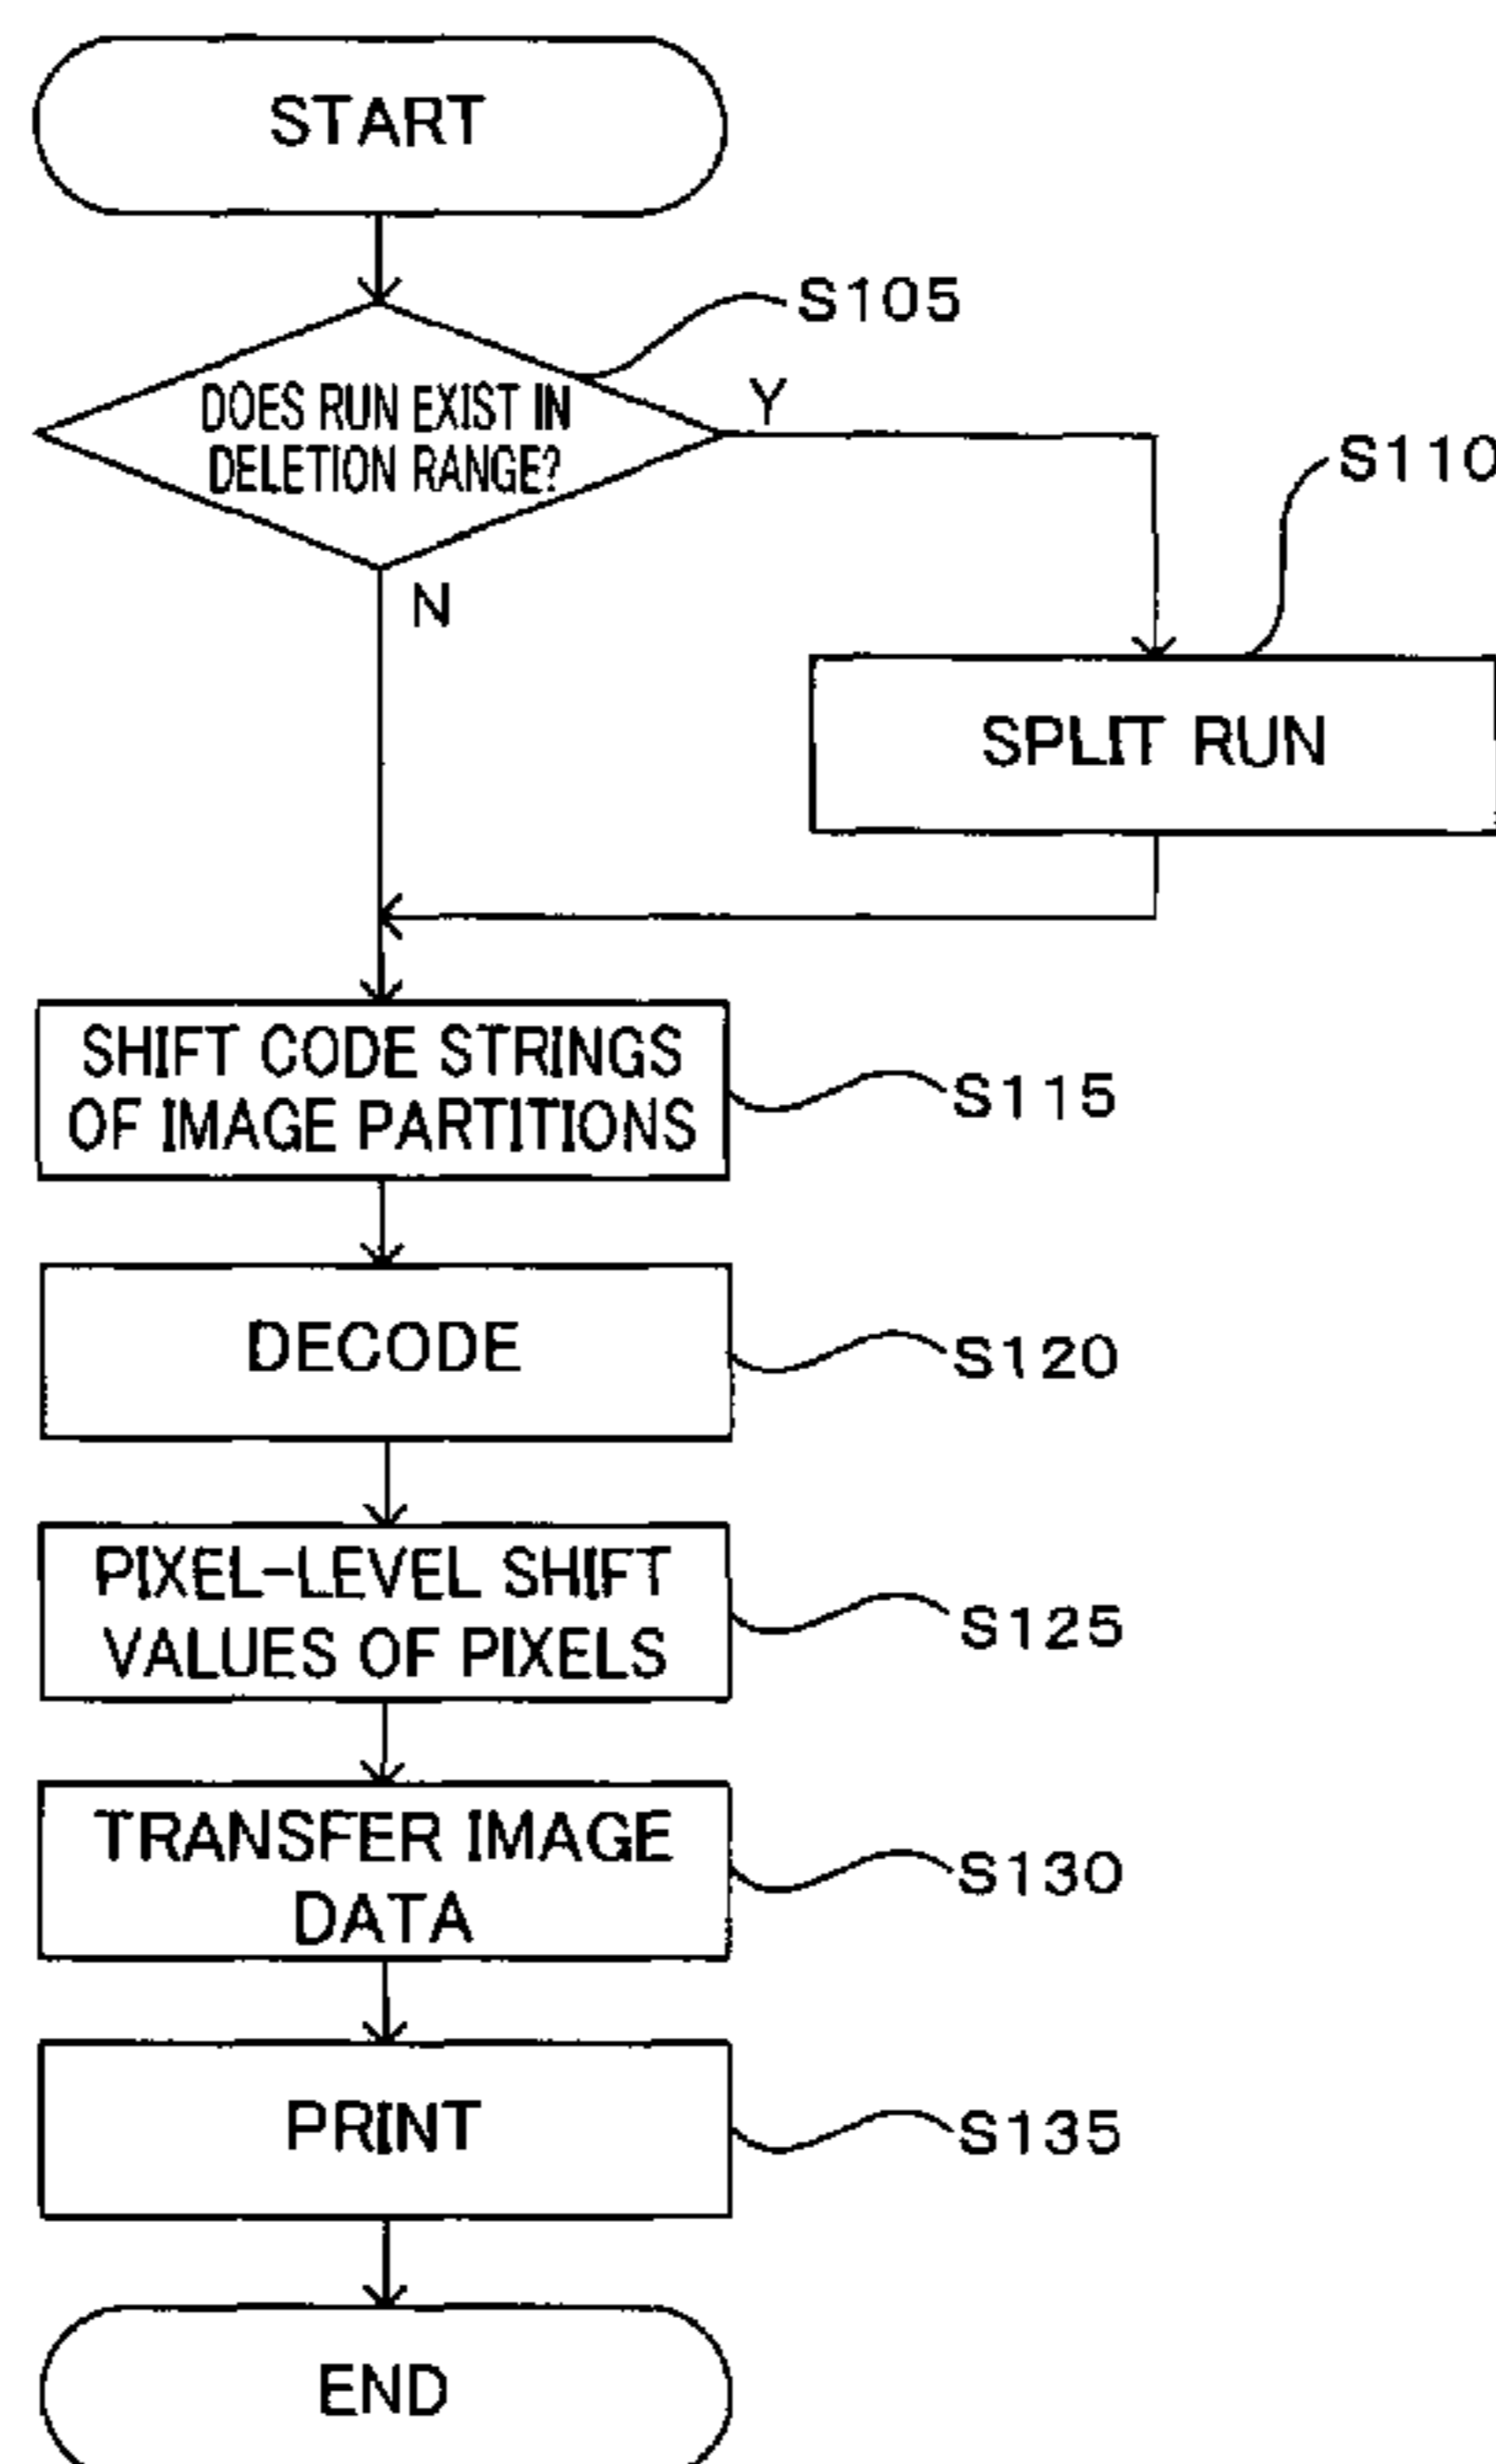 START
S105
DOES RUN EXIST IN
DELETION RANGE?
Y
S110
N
SPLIT RUN
SHIFT CODE STRINGS
OF IMAGE PARTITIONS
S115
DECODE
S120
PIXEL-LEVEL SHIFT
VALUES OF PIXELS
S125
TRANSFER IMAGE
DATA
S130
PRINT
S135
END